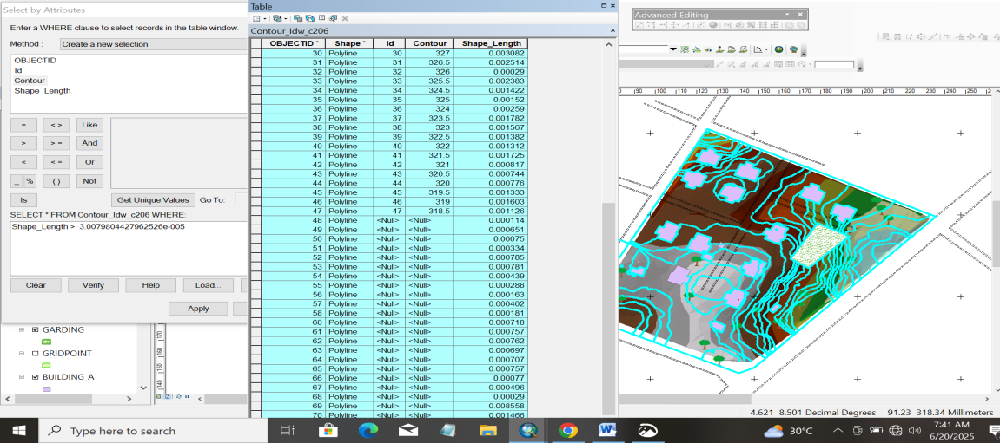 Select by Attributes
Enter a WHERE clause to select records in the table window.
Method : Create a new selection
OBJECTID
Id
Contour
Shape_Length
= < > Like
> > = And
< < = Or
_ % ( ) Not
Is Get Unique Values Go To:
SELECT * FROM Contour_Idw_c206 WHERE:
Shape_Length > 3.0079804427962526e-005
Clear Verify Help Load...
Apply
GARDING
GRIDPOINT
BUILDING_A
Table
Contour_Idw_c206
OBJECTID * Shape * Id Contour Shape_Length
30 Polyline 30 327 0.003082
31 Polyline 31 326.5 0.002514
32 Polyline 32 326 0.00029
33 Polyline 33 325.5 0.002383
34 Polyline 34 324.5 0.001422
35 Polyline 35 325 0.00152
36 Polyline 36 324 0.00259
37 Polyline 37 323.5 0.001782
38 Polyline 38 323 0.001567
39 Polyline 39 322.5 0.001382
40 Polyline 40 322 0.001312
41 Polyline 41 321.5 0.001725
42 Polyline 42 321 0.000817
43 Polyline 43 320.5 0.000744
44 Polyline 44 320 0.000776
45 Polyline 45 319.5 0.001333
46 Polyline 46 319 0.001603
47 Polyline 47 318.5 0.001126
48 Polyline <Null> <Null> 0.000114
49 Polyline <Null> <Null> 0.000651
50 Polyline <Null> <Null> 0.00075
51 Polyline <Null> <Null> 0.000334
52 Polyline <Null> <Null> 0.000785
53 Polyline <Null> <Null> 0.000781
54 Polyline <Null> <Null> 0.000439
55 Polyline <Null> <Null> 0.000288
56 Polyline <Null> <Null> 0.000163
57 Polyline <Null> <Null> 0.000402
58 Polyline <Null> <Null> 0.000181
60 Polyline <Null> <Null> 0.000718
61 Polyline <Null> <Null> 0.000757
62 Polyline <Null> <Null> 0.000762
63 Polyline <Null> <Null> 0.000697
64 Polyline <Null> <Null> 0.000707
65 Polyline <Null> <Null> 0.000757
66 Polyline <Null> <Null> 0.00077
67 Polyline <Null> <Null> 0.000496
68 Polyline <Null> <Null> 0.00029
69 Polyline <Null> <Null> 0.008558
70 Polyline <Null> <Null> 0.001466
Advanced Editing
90 100 110 120 130 140 150 160 170 180 190 200 210 220 230 240 250
170
160
150
140
4.621 8.501 Decimal Degrees 91.23 318.34 Millimeters
Type here to search
30°C
7:41 AM
6/20/2025